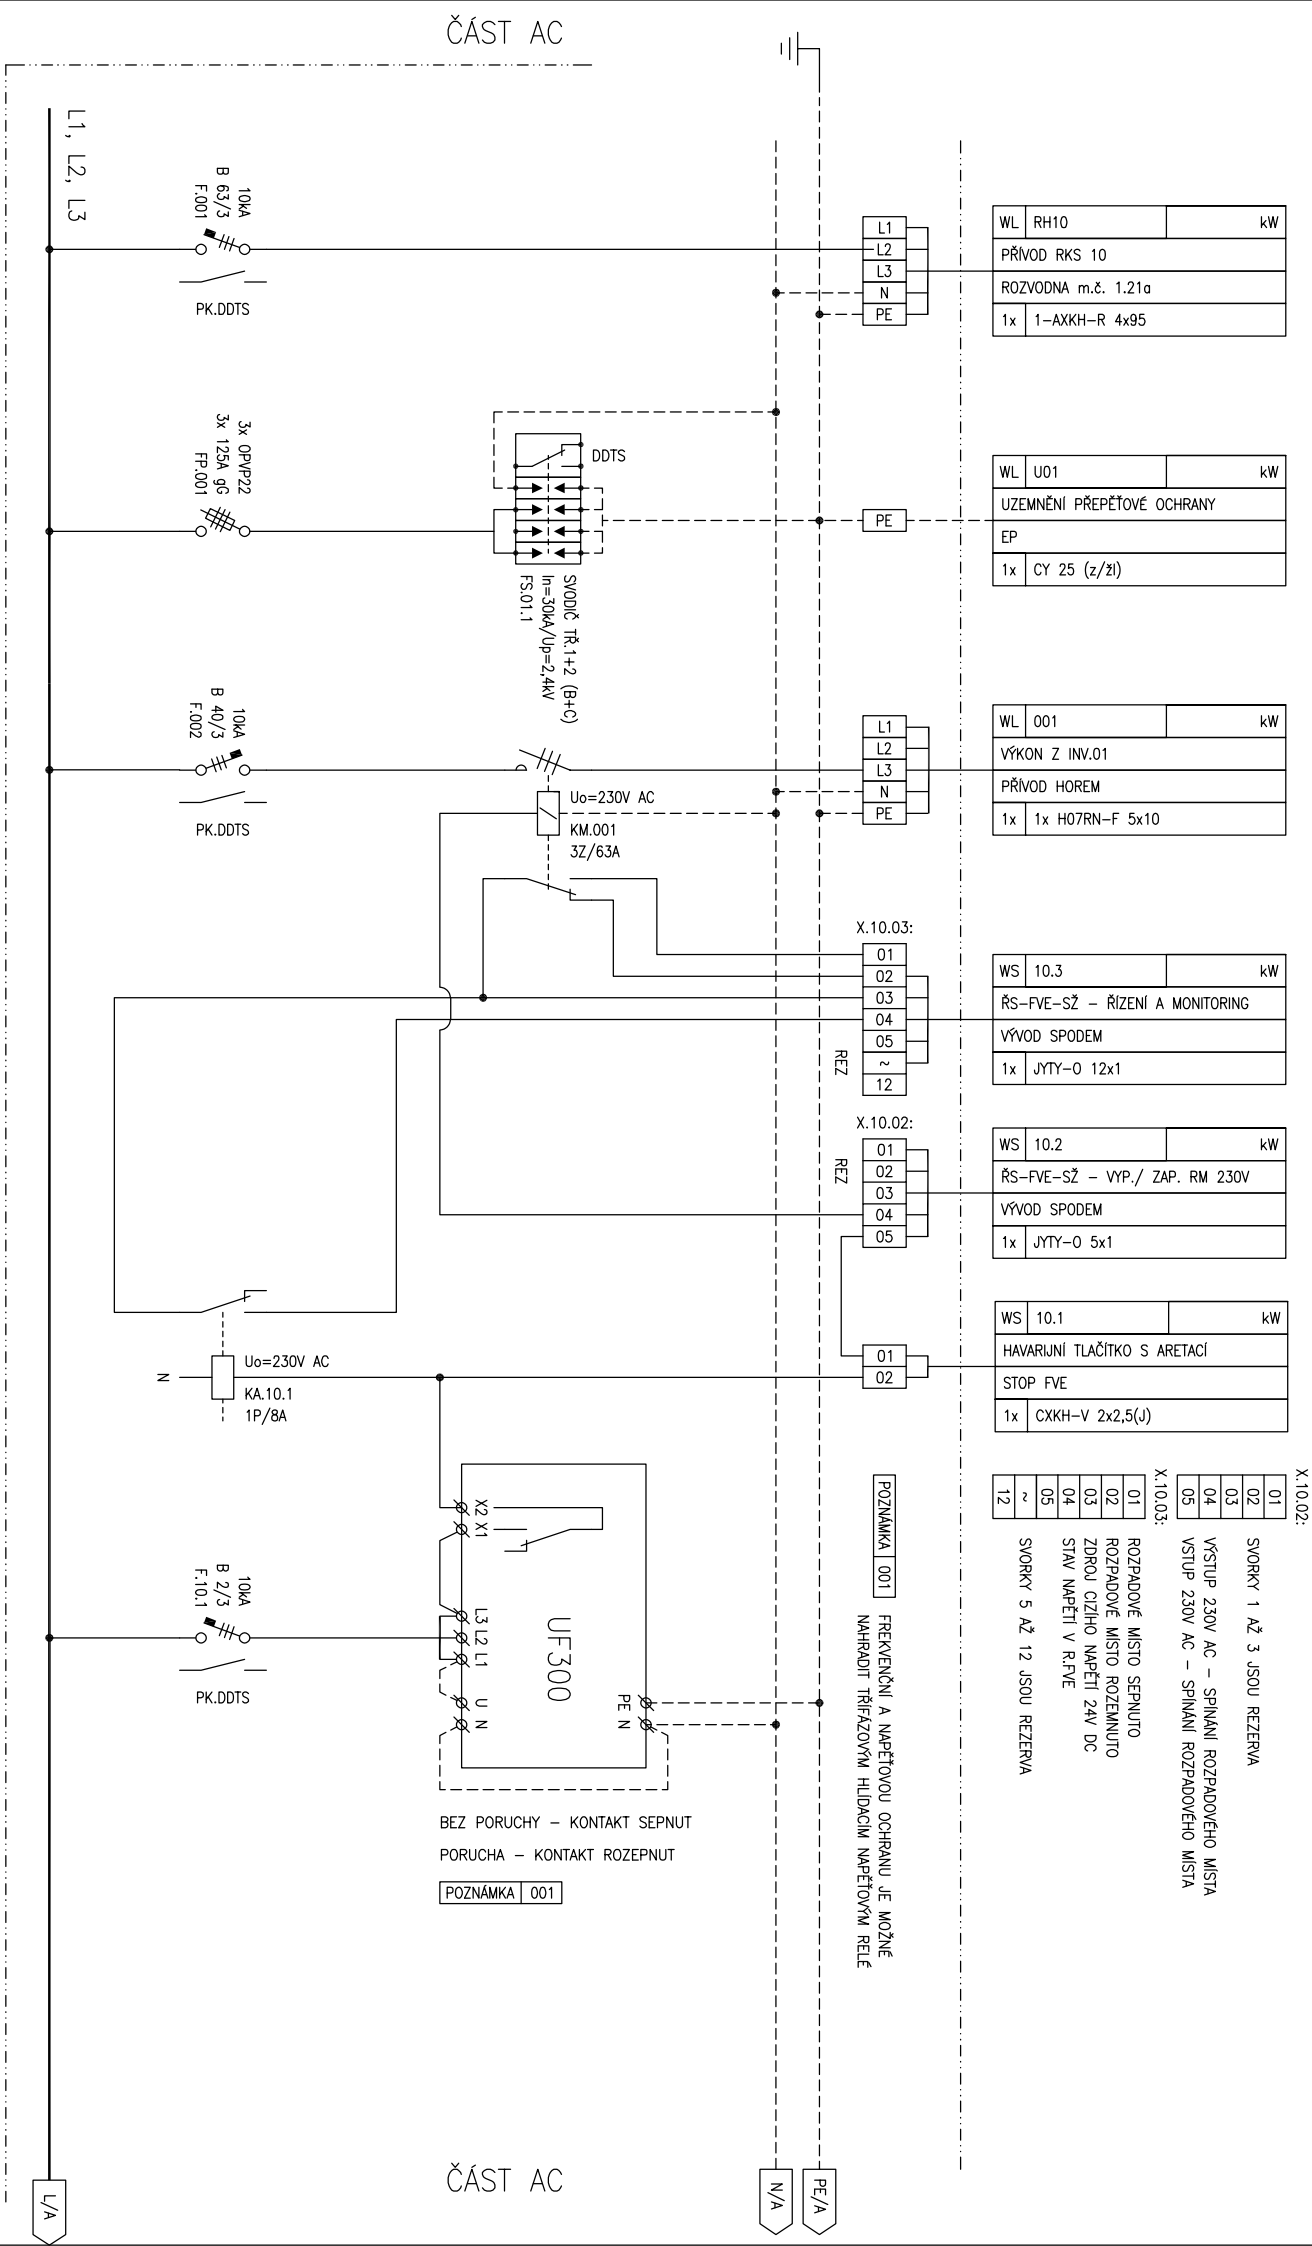 ČÁST AC
L1, L2, L3
10kA
B 63/3
F.001
PK.DDTS
L1
L2
L3
N
PE
WL RH10 kW
PŘÍVOD RKS 10
ROZVODNA m.č. 1.21a
1x 1-AXKH-R 4x95
3x OPVP22
3x 125A gG
FP.001
DDTS
SVODIČ TŘ.1+2 (B+C)
In=30kA/Up=2,4kV
FS.01.1
PE
WL U01 kW
UZEMNĚNÍ PŘEPĚŤOVÉ OCHRANY
EP
1x CY 25 (z/žl)
10kA
B 40/3
F.002
PK.DDTS
Uo=230V AC
KM.001
3Z/63A
L1
L2
L3
N
PE
WL 001 kW
VÝKON Z INV.01
PŘÍVOD HOREM
1x 1x H07RN-F 5x10
X.10.03:
01
02
03
04
05
~
12
REZ
WS 10.3 kW
ŘS-FVE-SŽ - ŘÍZENÍ A MONITORING
VÝVOD SPODEM
1x JYTY-O 12x1
X.10.02:
01
02
03
04
05
REZ
WS 10.2 kW
ŘS-FVE-SŽ - VYP./ ZAP. RM 230V
VÝVOD SPODEM
1x JYTY-O 5x1
N
Uo=230V AC
KA.10.1
1P/8A
01
02
WS 10.1 kW
HAVARIJNÍ TLAČÍTKO S ARETACÍ
STOP FVE
1x CXKH-V 2x2,5(J)
X.10.02:
01
02 SVORKY 1 AŽ 3 JSOU REZERVA
03
04 VÝSTUP 230V AC - SPÍNÁNÍ ROZPADOVÉHO MÍSTA
05 VSTUP 230V AC - SPÍNÁNÍ ROZPADOVÉHO MÍSTA
X.10.03:
01 ROZPADOVÉ MÍSTO SEPNUTO
02 ROZPADOVÉ MÍSTO ROZEMNUTO
03 ZDROJ CIZÍHO NAPĚTÍ 24V DC
04 STAV NAPĚTÍ V R.FVE
05
~ SVORKY 5 AŽ 12 JSOU REZERVA
12
POZNÁMKA 001 FREKVENČNÍ A NAPĚŤOVOU OCHRANU JE MOŽNÉ
NAHRADIT TŘÍFÁZOVÝM HLÍDACÍM NAPĚŤOVÝM RELÉ
10kA
B 2/3
F.10.1
PK.DDTS
X2 X1
L3 L2 L1
U N
UF300
PE N
BEZ PORUCHY - KONTAKT SEPNUT
PORUCHA - KONTAKT ROZEPNUT
POZNÁMKA 001
ČÁST AC
L/A
N/A
PE/A